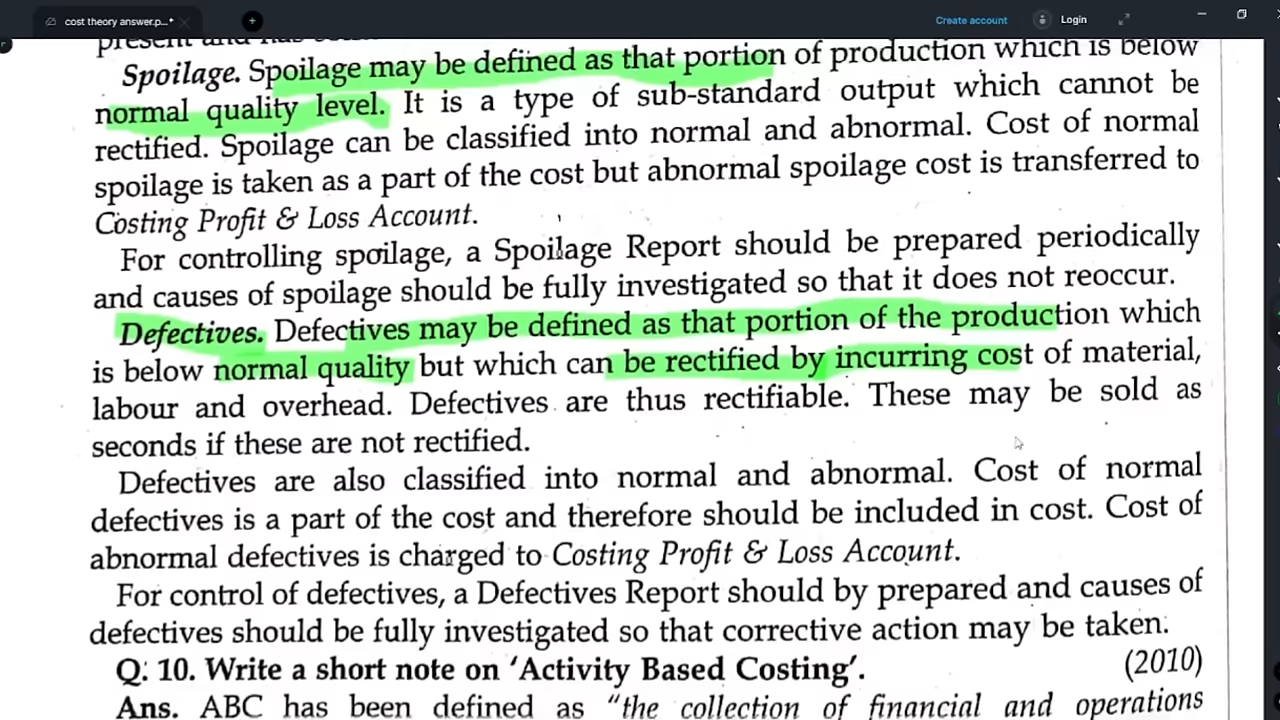 cost theory answer.p...*
Create account
Login
Spoilage. Spoilage may be defined as that portion of production which is below
normal quality level. It is a type of sub-standard output which cannot be
rectified. Spoilage can be classified into normal and abnormal. Cost of normal
spoilage is taken as a part of the cost but abnormal spoilage cost is transferred to
Costing Profit & Loss Account.
For controlling spoilage, a Spoilage Report should be prepared periodically
and causes of spoilage should be fully investigated so that it does not reoccur.
Defectives. Defectives may be defined as that portion of the production which
is below normal quality but which can be rectified by incurring cost of material,
labour and overhead. Defectives are thus rectifiable. These may be sold as
seconds if these are not rectified.
Defectives are also classified into normal and abnormal. Cost of normal
defectives is a part of the cost and therefore should be included in cost. Cost of
abnormal defectives is charged to Costing Profit & Loss Account.
For control of defectives, a Defectives Report should by prepared and causes of
defectives should be fully investigated so that corrective action may be taken.
Q. 10. Write a short note on 'Activity Based Costing'. (2010)
Ans. ABC has been defined as "the collection of financial and operations